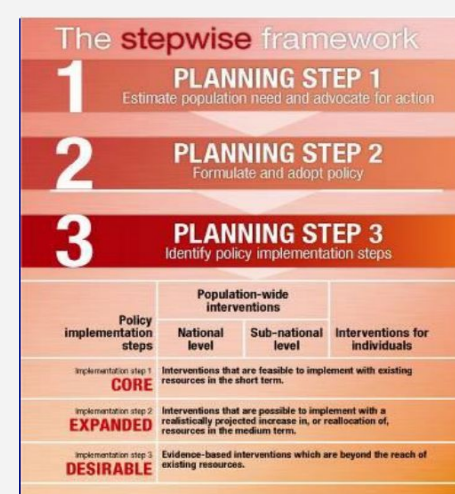 The stepwise framework
1
PLANNING STEP 1
Estimate population need and advocate for action
2
PLANNING STEP 2
Formulate and adopt policy
3
PLANNING STEP 3
Identify policy implementation steps
Policy
implementation
steps
Population-wide
interventions
National
level
Sub-national
level
Interventions for
individuals
Implementation step 1
CORE
Interventions that are feasible to implement with existing
resources in the short term.
Implementation step 2
EXPANDED
Interventions that are possible to implement with a
realistically projected increase in, or reallocation of,
resources in the medium term.
Implementation step 3
DESIRABLE
Evidence-based interventions which are beyond the reach of
existing resources.